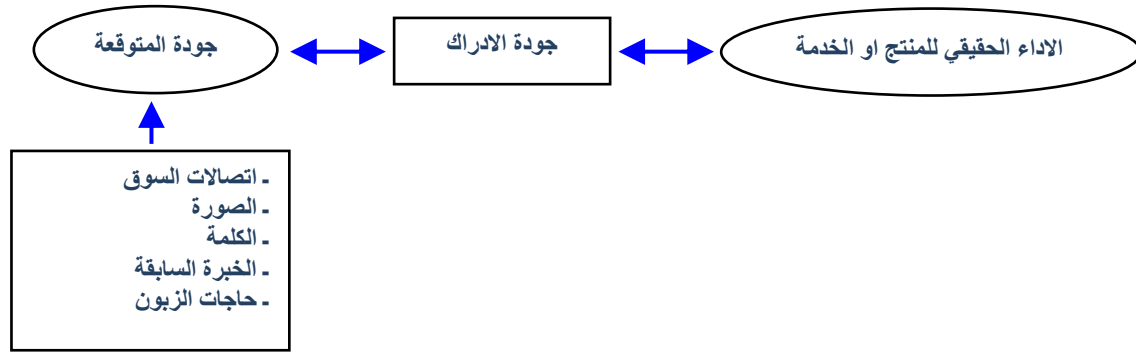 الاداء الحقيقي للمنتج او الخدمة
جودة الادراك
جودة المتوقعة
- اتصالات السوق
- الصورة
- الكلمة
- الخبرة السابقة
- حاجات الزبون